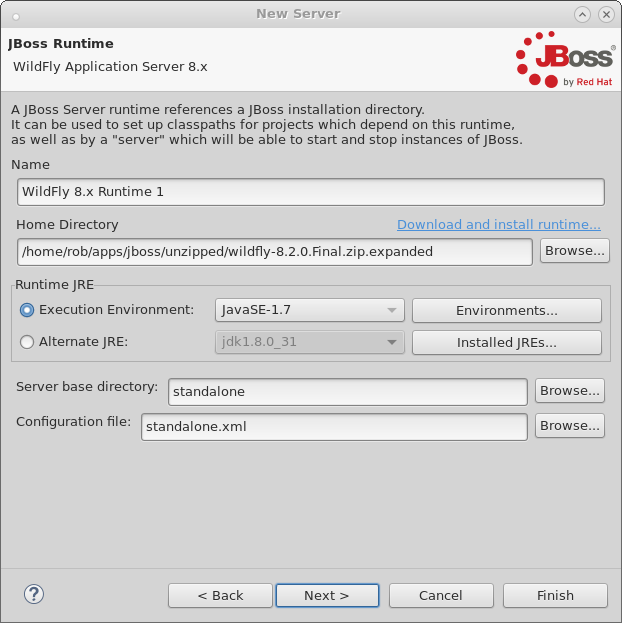 New Server
JBoss Runtime
WildFly Application Server 8.x
JBoss®
by Red Hat
A JBoss Server runtime references a JBoss installation directory.
It can be used to set up classpaths for projects which depend on this runtime,
as well as by a "server" which will be able to start and stop instances of JBoss.
Name
WildFly 8.x Runtime 1
Home Directory Download and install runtime...
/home/rob/apps/jboss/unzipped/wildfly-8.2.0.Final.zip.expanded Browse...
Runtime JRE
Execution Environment: JavaSE-1.7 Environments...
Alternate JRE: jdk1.8.0_31 Installed JREs...
Server base directory: standalone Browse...
Configuration file: standalone.xml Browse...
? < Back Next > Cancel Finish